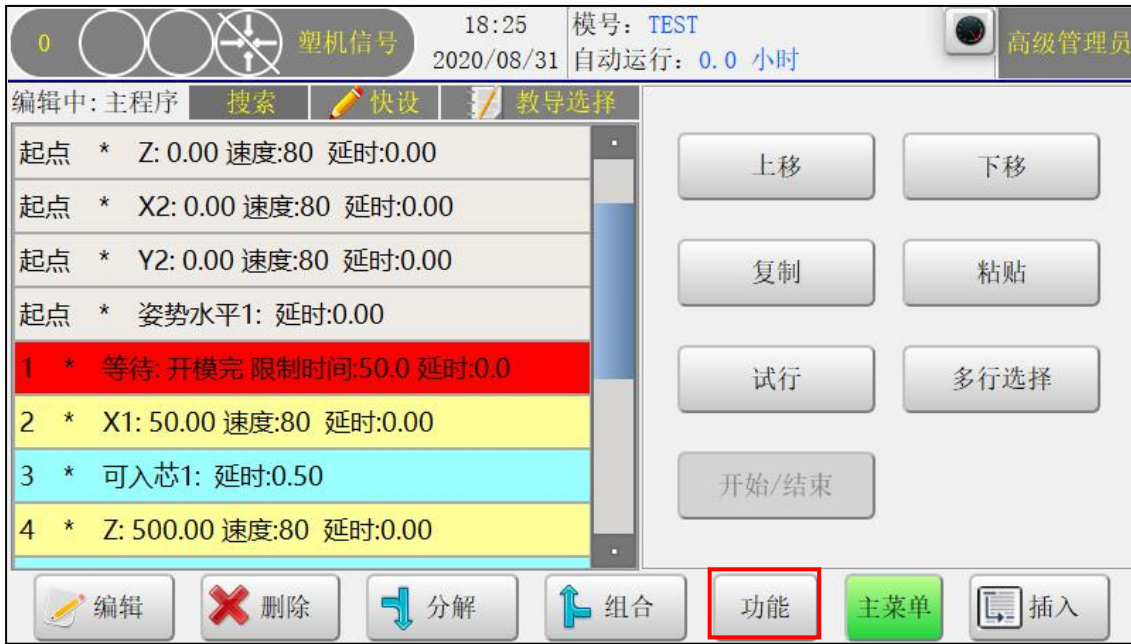 0 塑机信号 18:25 模号: TEST 高级管理员
2020/08/31 自动运行: 0.0 小时
编辑中:主程序 搜索 快设 教导选择
起点 * Z: 0.00 速度:80 延时:0.00
起点 * X2: 0.00 速度:80 延时:0.00
起点 * Y2: 0.00 速度:80 延时:0.00
起点 * 姿势水平1: 延时:0.00
1 * 等待: 开模完 限制时间:50.0 延时:0.0
2 * X1: 50.00 速度:80 延时:0.00
3 * 可入芯1: 延时:0.50
4 * Z: 500.00 速度:80 延时:0.00
上移 下移
复制 粘贴
试行 多行选择
开始/结束
编辑 删除 分解 组合 功能 主菜单 插入